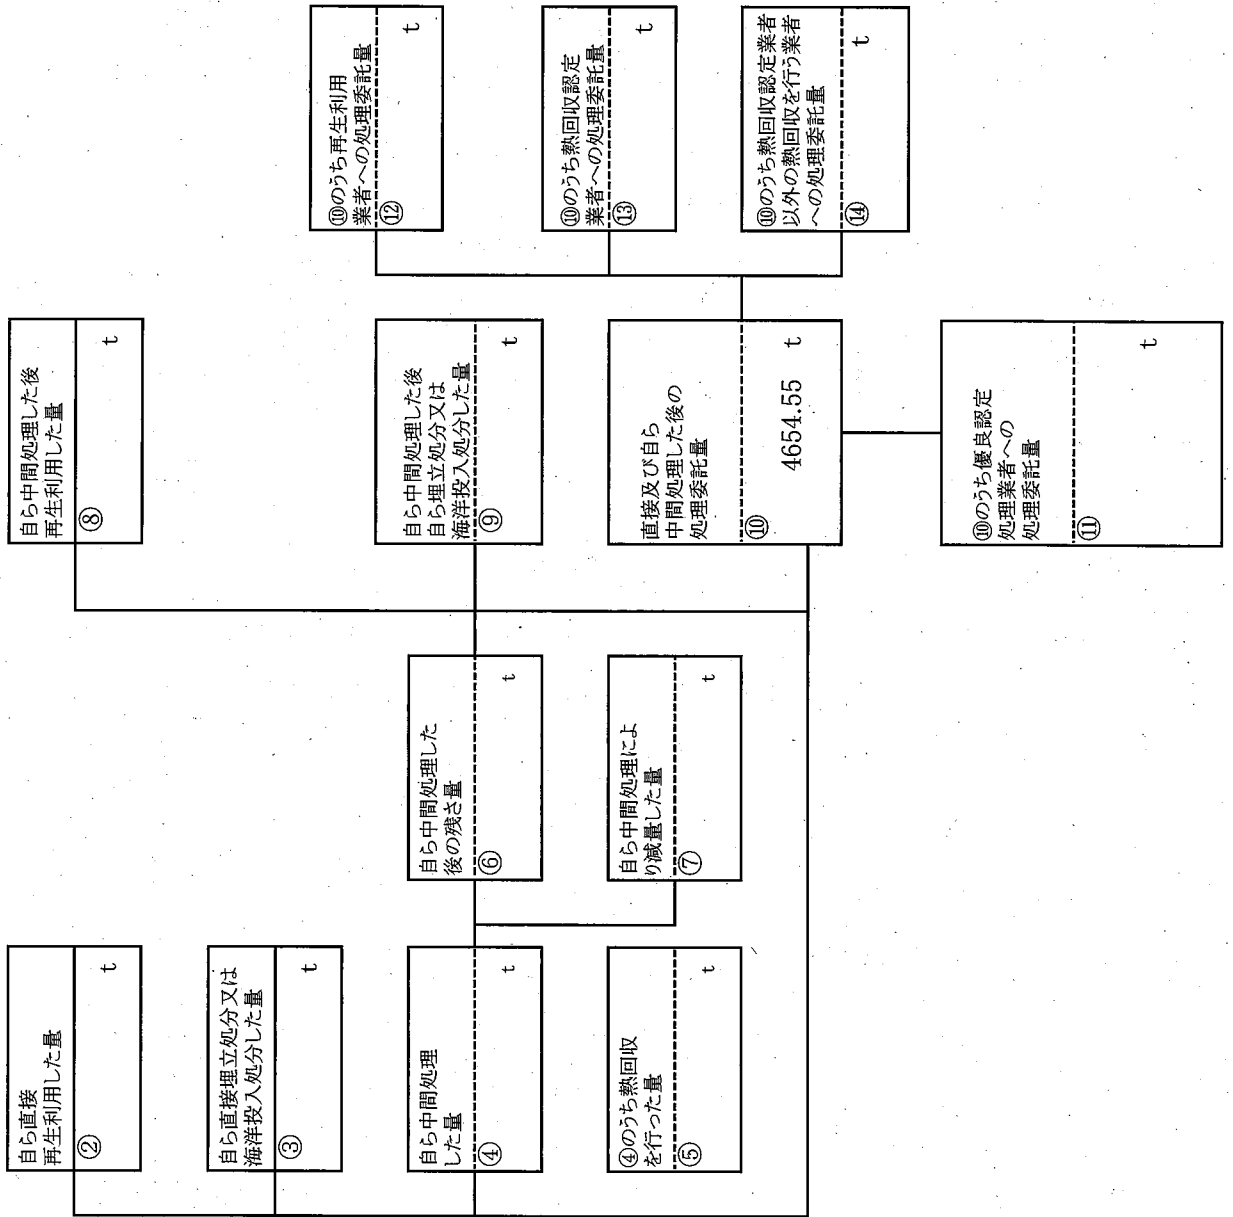 自ら直接
再生利用した量
②
t
自ら直接埋立処分又は
海洋投入処分した量
③
t
自ら中間処理
した量
④
t
④のうち熱回収
を行った量
⑤
t
自ら中間処理した
後の残さ量
⑥
t
自ら中間処理によ
り減量した量
⑦
t
自ら中間処理した後
再生利用した量
⑧
t
自ら中間処理した後
自ら埋立処分又は
海洋投入処分した量
⑨
t
直接及び自ら
中間処理した後の
処理委託量
⑩
4654.55 t
⑩のうち優良認定
処理業者への
処理委託量
⑪
t
⑩のうち再生利用
業者への処理委託量
⑫
t
⑩のうち熱回収認定
業者への処理委託量
⑬
t
⑩のうち熱回収認定業者
以外の熱回収を行う業者
への処理委託量
⑭
t